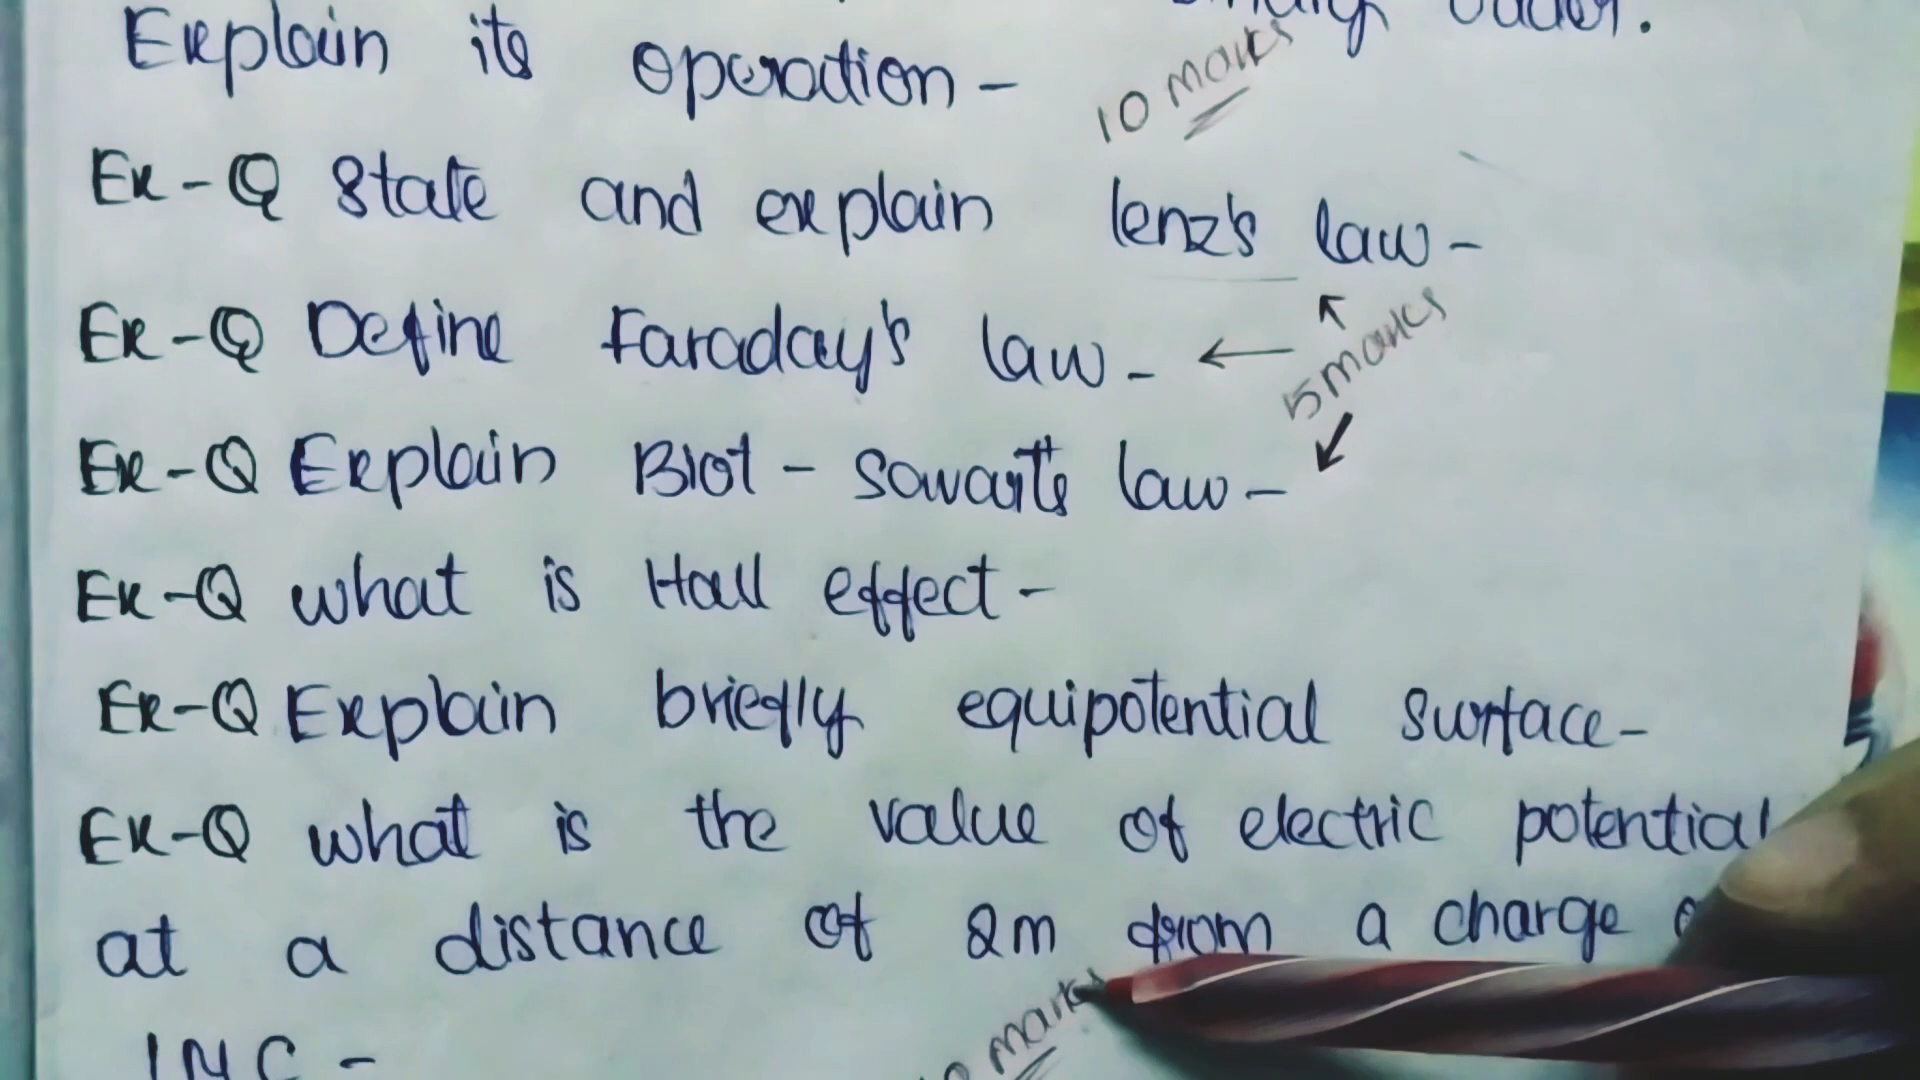 Explain its operation -
10 marks
Ex-Q State and explain lenz's law -
Ex-Q Define Faraday's law - ←
5 marks
Ex-Q Explain Biot - Savart's law -
Ex-Q what is Hall effect -
Ex-Q Explain briefly equipotential surface -
Ex-Q what is the value of electric potential
at a distance of 2m from a charge
marks